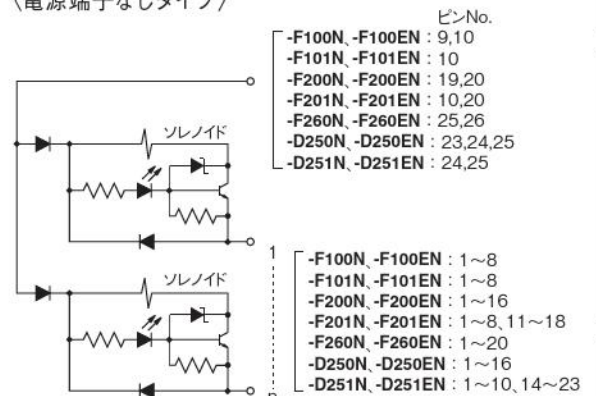 〈電源端子なしタイプ〉
ピンNo.
-F100N、-F100EN：9,10
-F101N、-F101EN：10
-F200N、-F200EN：19,20
-F201N、-F201EN：10,20
-F260N、-F260EN：25,26
-D250N、-D250EN：23,24,25
-D251N、-D251EN：24,25
ソレノイド
1
-F100N、-F100EN：1～8
-F101N、-F101EN：1～8
ソレノイド
-F200N、-F200EN：1～16
-F201N、-F201EN：1～8、11～18
-F260N、-F260EN：1～20
-D250N、-D250EN：1～16
-D251N、-D251EN：1～10、14～23
n